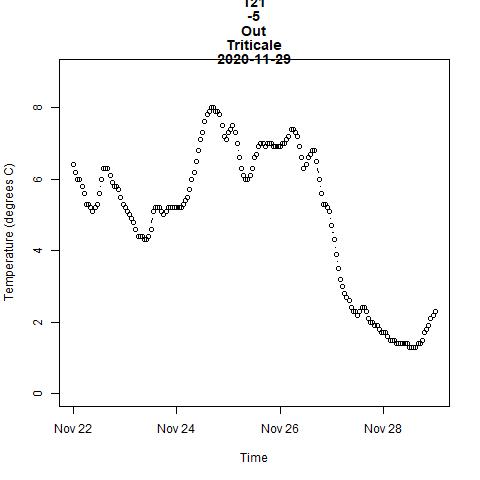 121
-5
Out
Triticale
2020-11-29
Temperature (degrees C)
8
6
4
2
0
Nov 22 Nov 24 Nov 26 Nov 28
Time